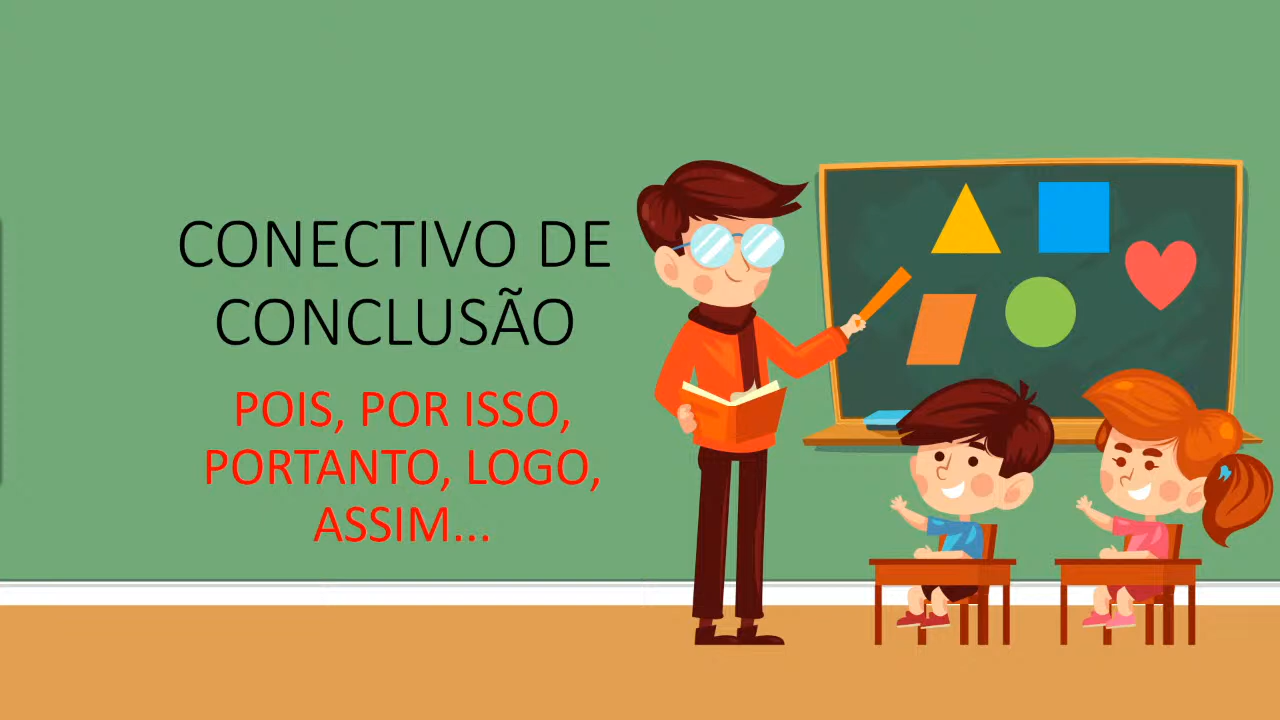 CONECTIVO DE
CONCLUSÃO
POIS, POR ISSO,
PORTANTO, LOGO,
ASSIM...